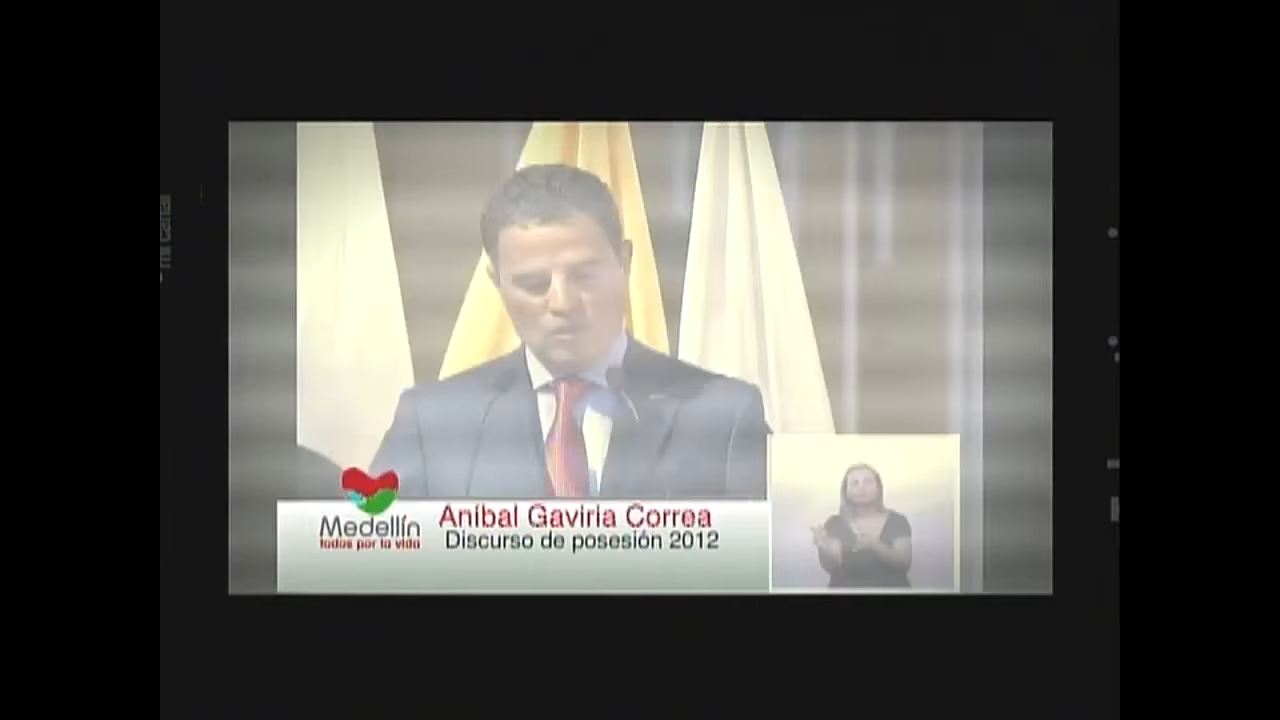 Medellín
todos por la vida
Aníbal Gaviria Correa
Discurso de posesión 2012